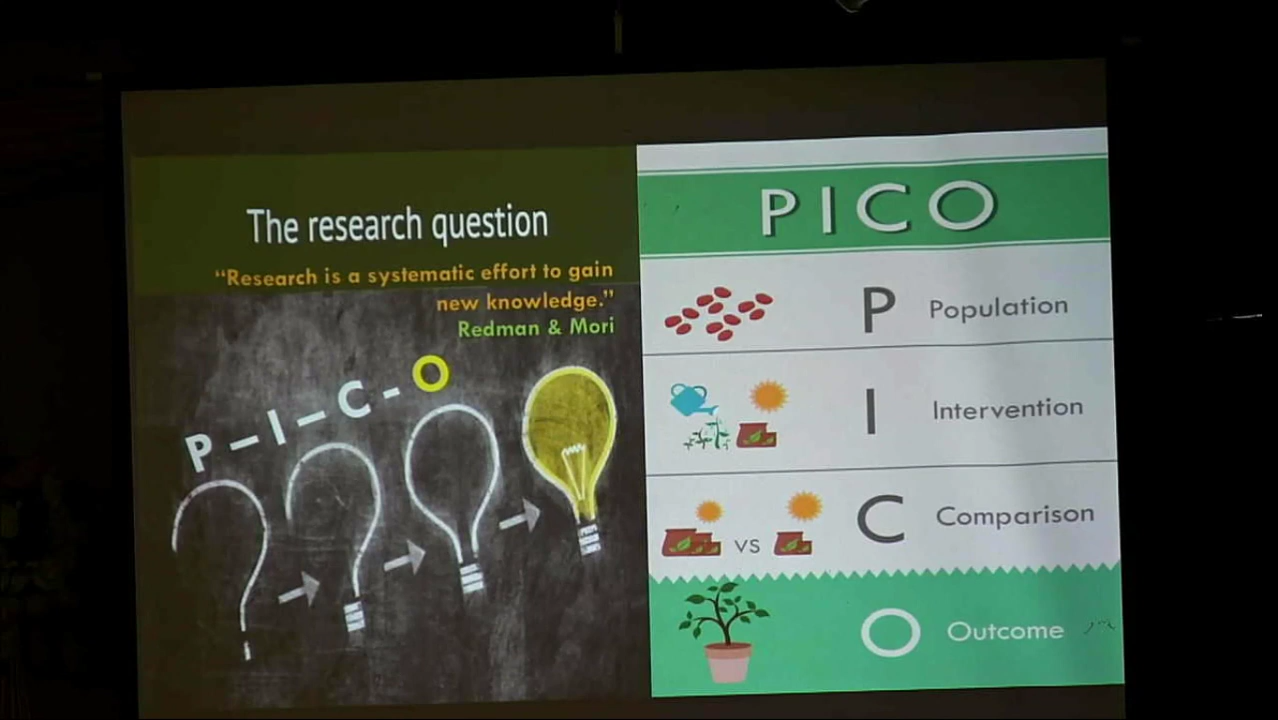 The research question
“Research is a systematic effort to gain
new knowledge.”
Redman & Mori
P – I – C - O
PICO
P Population
I Intervention
vs C Comparison
O Outcome